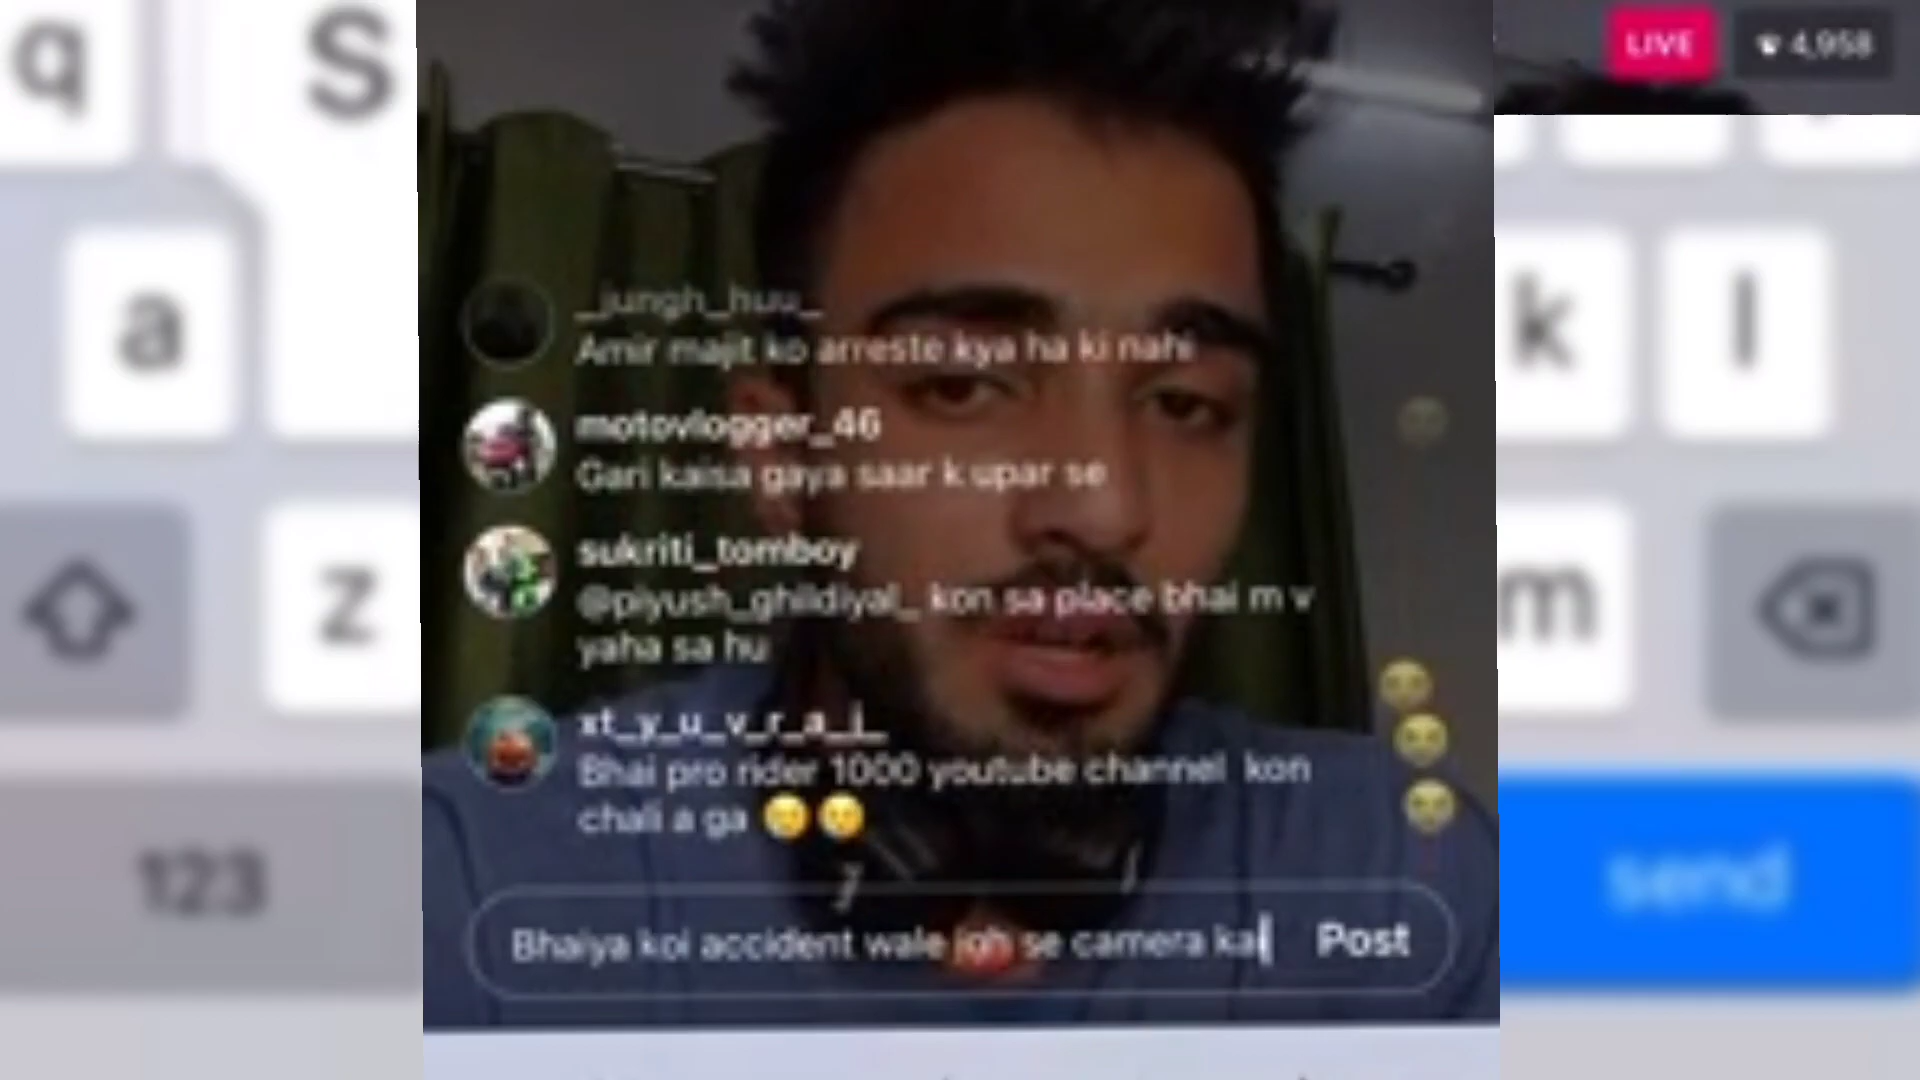 q
S
LIVE
4,958
a
k
l
_jungh_huu_
Amir majit ko arreste kya ha ki nahi
motovlogger_46
Gari kaisa gaya saar k upar se
sukriti_tomboy
@piyush_ghildiyal_ kon sa place bhai m v
yaha sa hu
z
m
xt_y_u_v_r_a_j_
Bhai pro rider 1000 youtube channel kon
chali a ga 🥲🥲
123
send
Bhaiya koi accident wale jgh se camera ka
Post